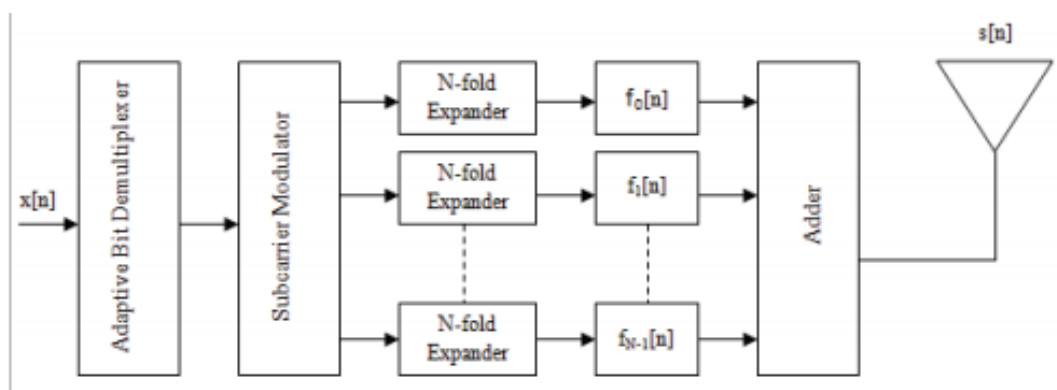 s[n]
x[n]
Adaptive Bit Demultiplexer
Subcarrier Modulator
N-fold
Expander
f0[n]
N-fold
Expander
f1[n]
N-fold
Expander
fN-1[n]
Adder